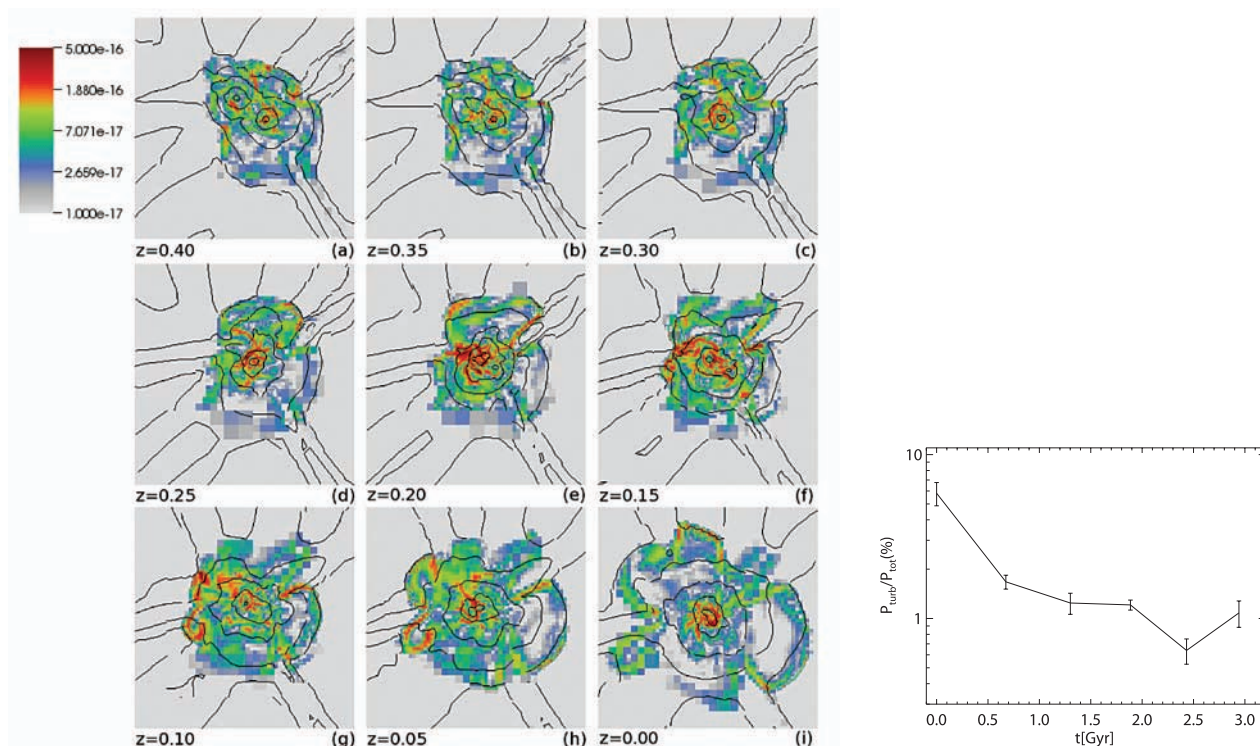 5.000e-16
1.880e-16
7.071e-17
2.659e-17
1.000e-17
z=0.40 (a)
z=0.35 (b)
z=0.30 (c)
z=0.25 (d)
z=0.20 (e)
z=0.15 (f)
z=0.10 (g)
z=0.05 (h)
z=0.00 (i)
10
1
P_turb/P_tot(%)
0.0 0.5 1.0 1.5 2.0 2.5 3.0
t[Gyr]